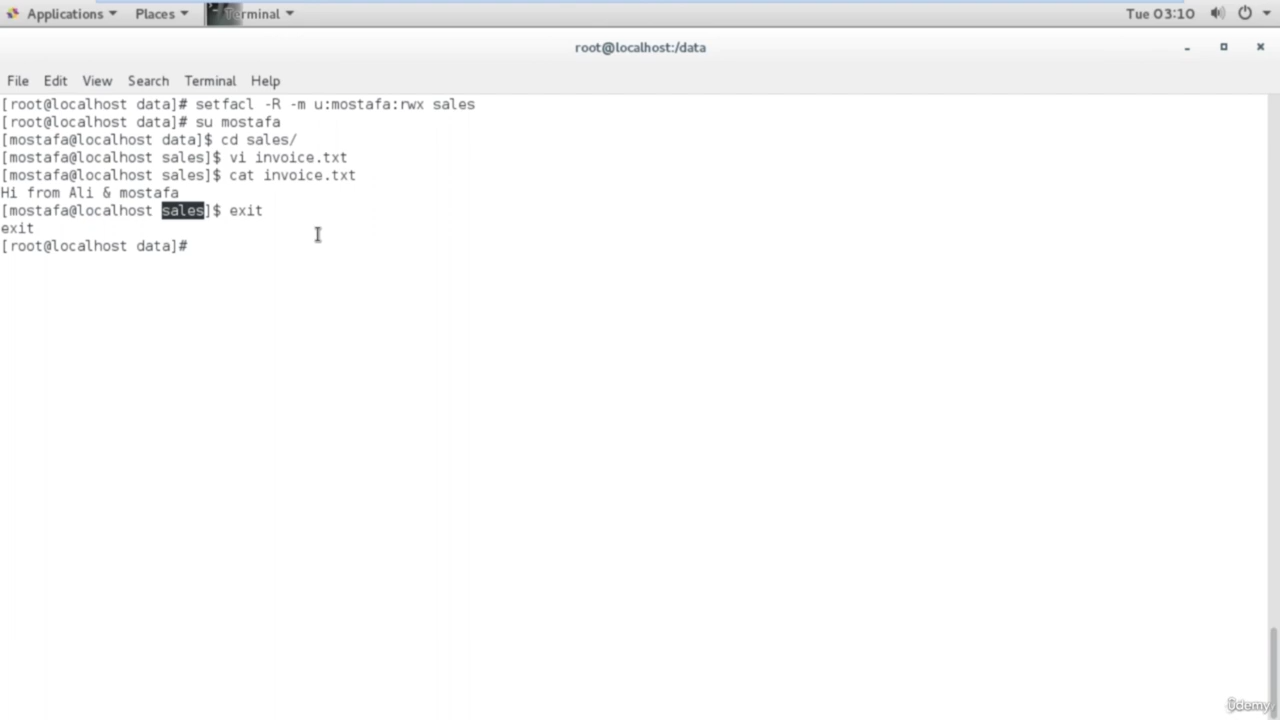 Applications Places Terminal Tue 03:10
root@localhost:/data
File Edit View Search Terminal Help
[root@localhost data]# setfacl -R -m u:mostafa:rwx sales
[root@localhost data]# su mostafa
[mostafa@localhost data]$ cd sales/
[mostafa@localhost sales]$ vi invoice.txt
[mostafa@localhost sales]$ cat invoice.txt
Hi from Ali & mostafa
[mostafa@localhost sales]$ exit
exit
[root@localhost data]#
Udemy